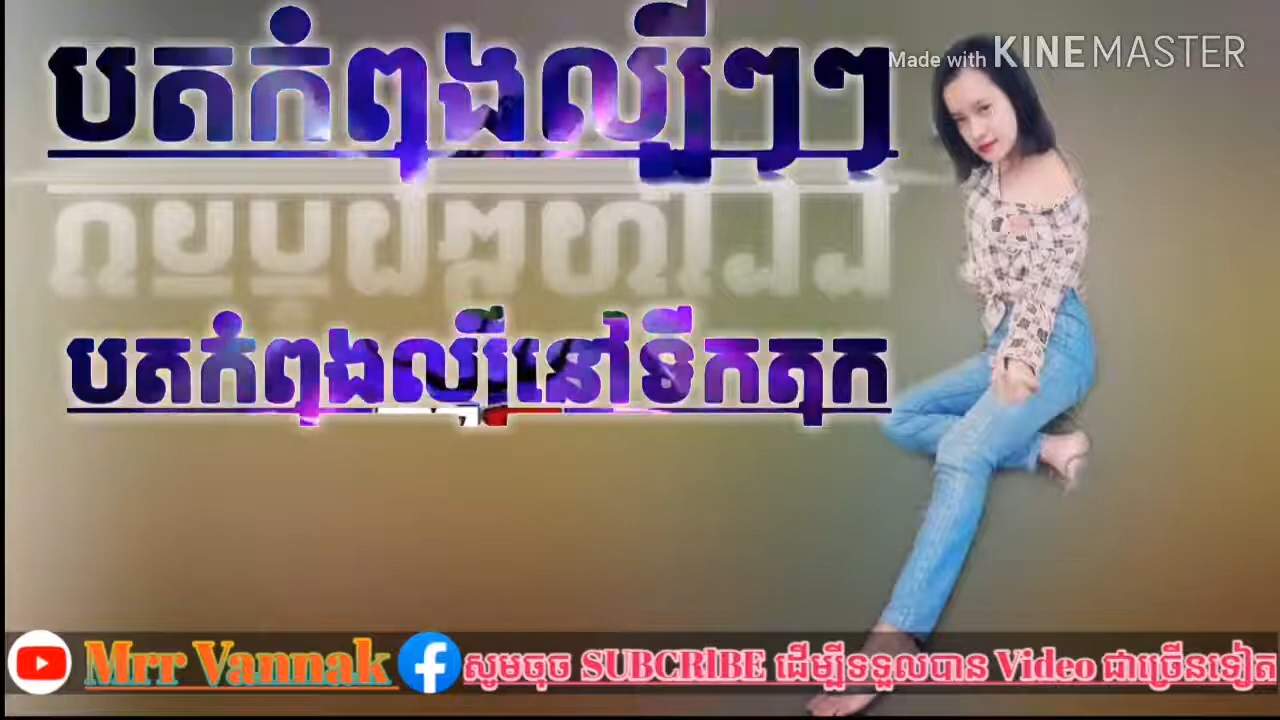 បតកំពុងល្បីៗៗ
Made with KINEMASTER
បតកំពុងល្បីនៅទីកតុក
Mrr Vannak
សូមចុច SUBCRIBE ដើម្បីទទួលបាន Video ជាច្រើនទៀត